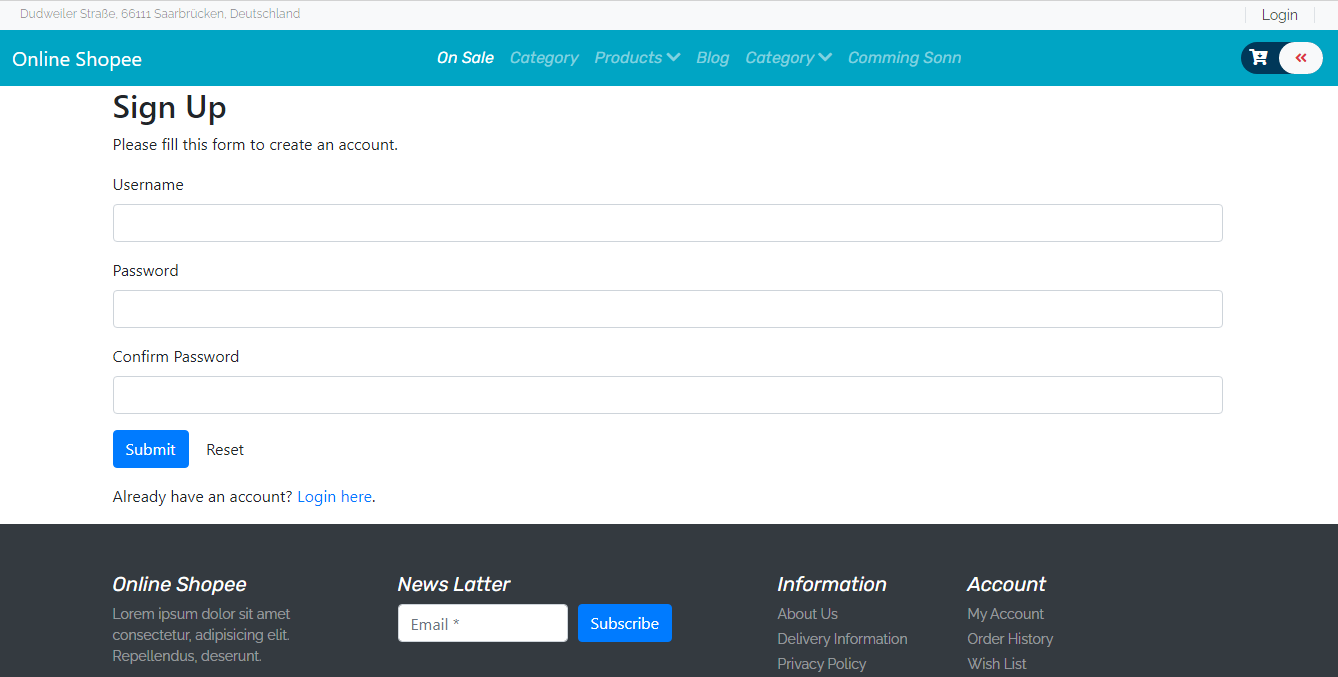 Dudweiler Straße, 66111 Saarbrücken, Deutschland
Login
Online Shopee
On Sale Category Products Blog Category Comming Sonn
Sign Up
Please fill this form to create an account.
Username
Password
Confirm Password
Submit Reset
Already have an account? Login here.
Online Shopee
Lorem ipsum dolor sit amet
consectetur, adipisicing elit.
Repellendus, deserunt.
News Latter
Email *
Subscribe
Information
About Us
Delivery Information
Privacy Policy
Account
My Account
Order History
Wish List